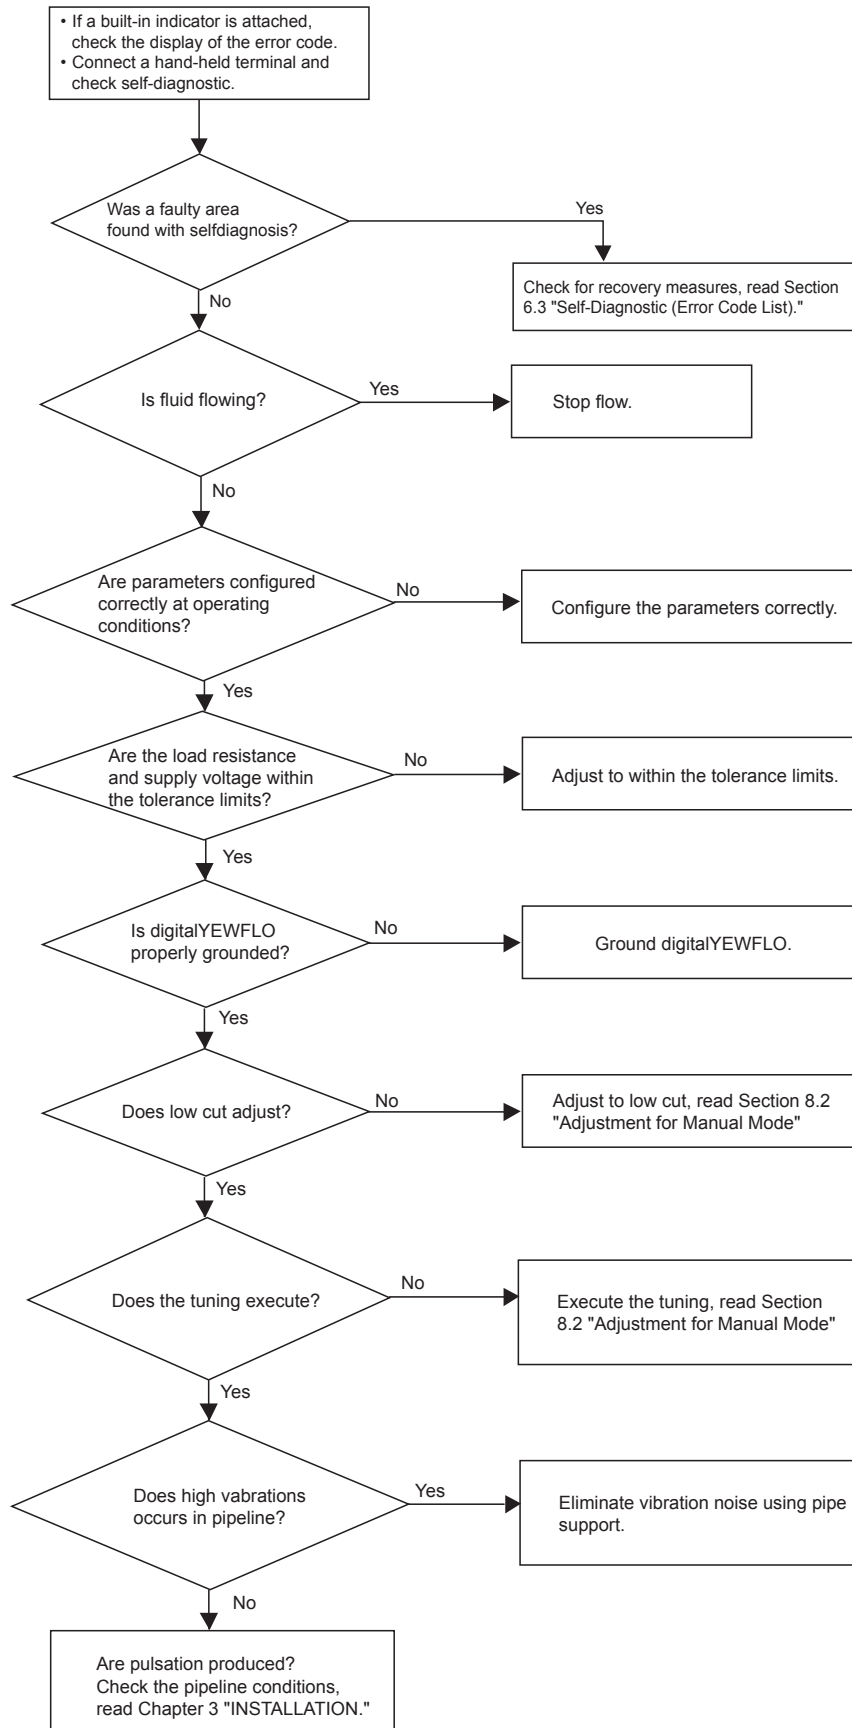 • If a built-in indicator is attached,
check the display of the error code.
• Connect a hand-held terminal and
check self-diagnostic.
Was a faulty area
found with selfdiagnosis?
Yes
Check for recovery measures, read Section
6.3 "Self-Diagnostic (Error Code List)."
No
Is fluid flowing?
Yes
Stop flow.
No
Are parameters configured
correctly at operating
conditions?
No
Configure the parameters correctly.
Yes
Are the load resistance
and supply voltage within
the tolerance limits?
No
Adjust to within the tolerance limits.
Yes
Is digitalYEWFLO
properly grounded?
No
Ground digitalYEWFLO.
Yes
Does low cut adjust?
No
Adjust to low cut, read Section 8.2
"Adjustment for Manual Mode"
Yes
Does the tuning execute?
No
Execute the tuning, read Section
8.2 "Adjustment for Manual Mode"
Yes
Does high vabrations
occurs in pipeline?
Yes
Eliminate vibration noise using pipe
support.
No
Are pulsation produced?
Check the pipeline conditions,
read Chapter 3 "INSTALLATION."